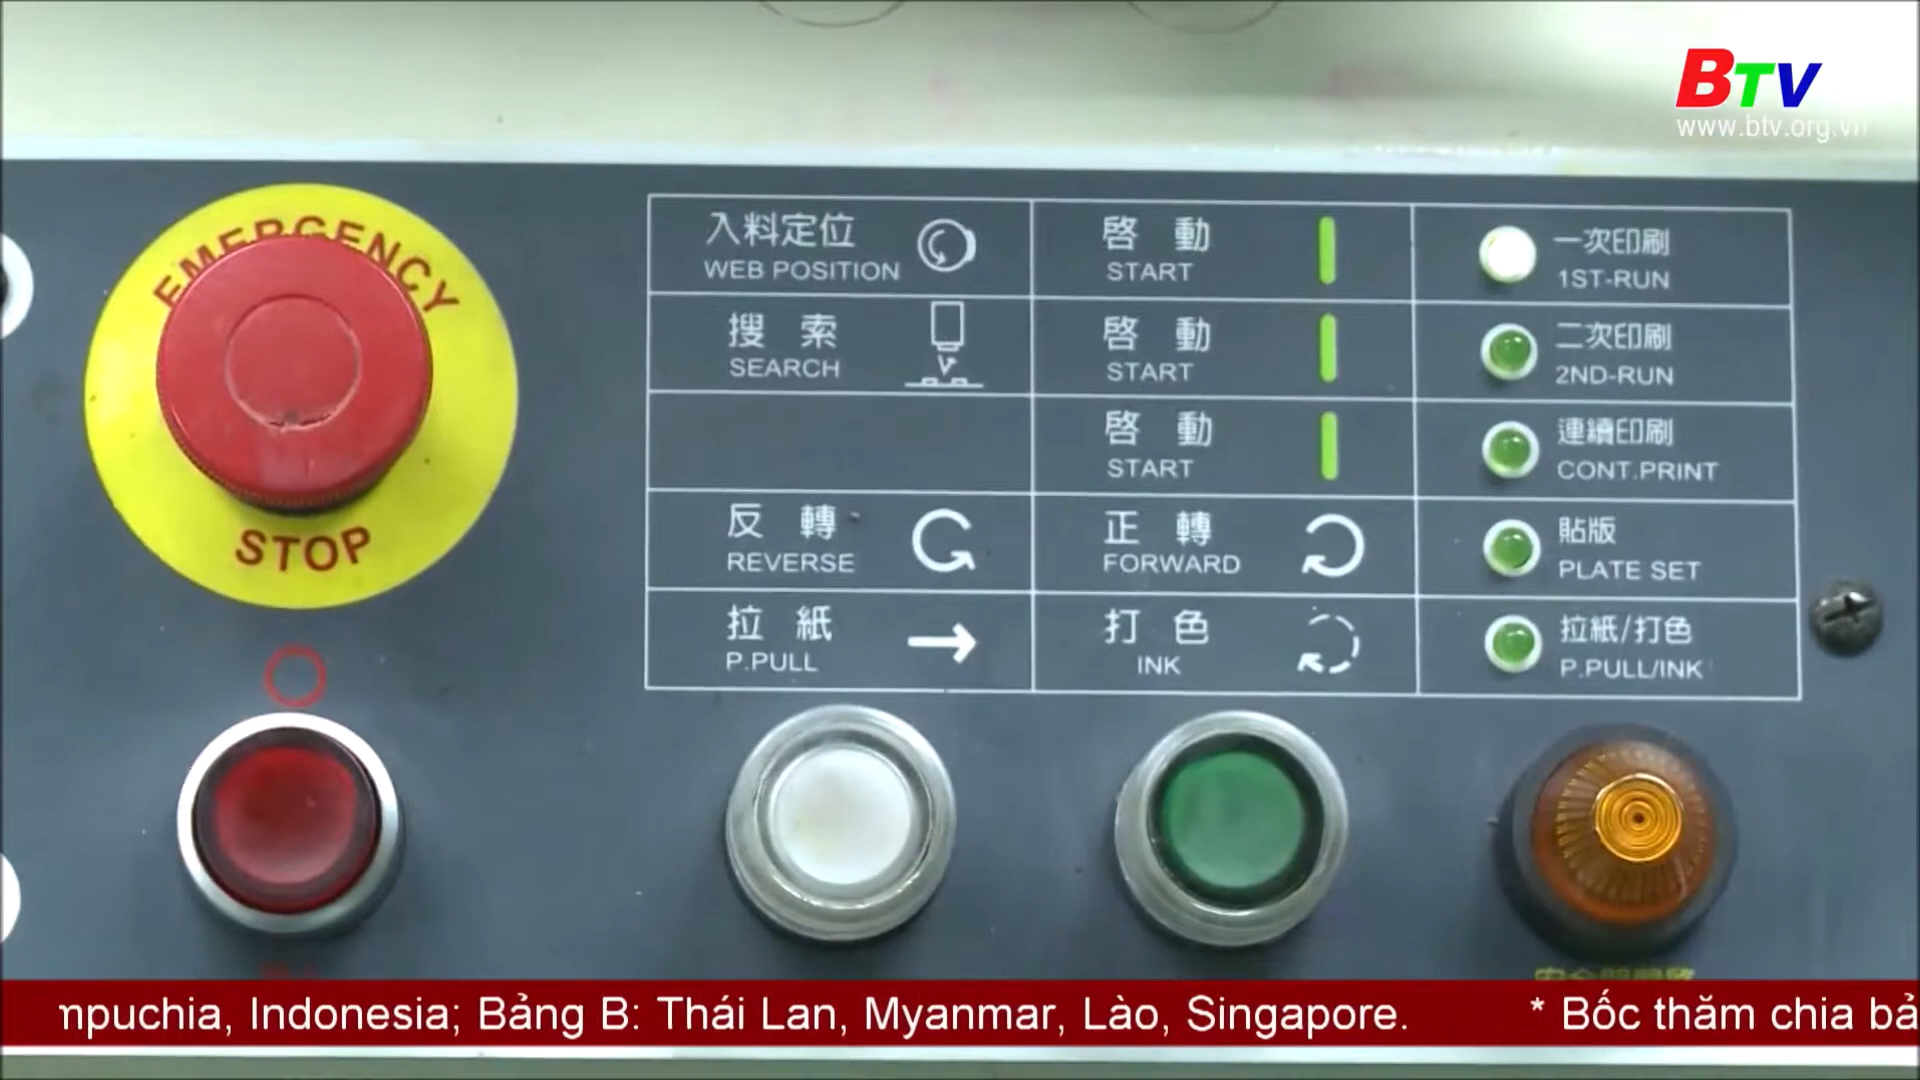 BTV
www.btv.org.vn
EMERGENCY
STOP
入料定位
WEB POSITION
啓動
START
一次印刷
1ST-RUN
搜索
SEARCH
啓動
START
二次印刷
2ND-RUN
啓動
START
連續印刷
CONT.PRINT
反轉
REVERSE
正轉
FORWARD
貼版
PLATE SET
拉紙
P.PULL
打色
INK
拉紙/打色
P.PULL/INK
mpuchia, Indonesia; Bảng B: Thái Lan, Myanmar, Lào, Singapore. * Bốc thăm chia bả